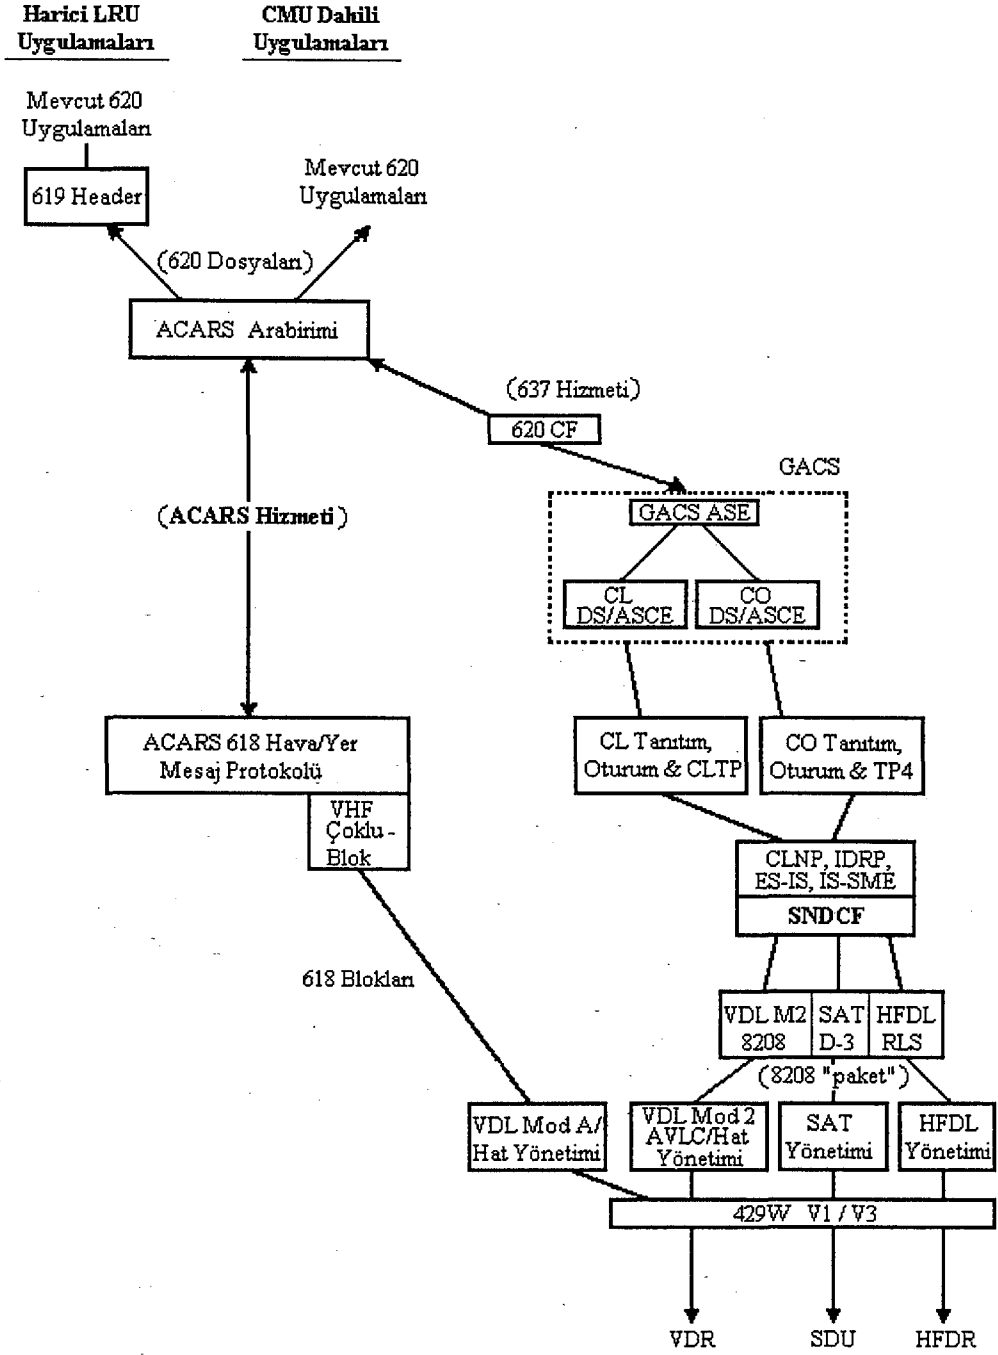 Harici LRU
Uygulamaları
CMU Dahili
Uygulamaları
Mevcut 620
Uygulamaları
619 Header
Mevcut 620
Uygulamaları
(620 Dosyaları)
ACARS Arabirimi
(637 Hizmeti)
620 CF
GACS
GACS ASE
(ACARS Hizmeti)
CL
DS/ASCE
CO
DS/ASCE
ACARS 618 Hava/Yer
Mesaj Protokolü
VHF
Çoklu-
Blok
CL Tanıtım,
Oturum & CLTP
CO Tanıtım,
Oturum & TP4
CLNP, IDRP,
ES-IS, IS-SME
SNDCF
618 Blokları
VDL M2
8208
SAT
D-3
HFDL
RLS
(8208 "paket")
VDL Mod A/
Hat Yönetimi
VDL Mod 2
AVLC/Hat
Yönetimi
SAT
Yönetimi
HFDL
Yönetimi
429W V1 / V3
VDR
SDU
HFDR